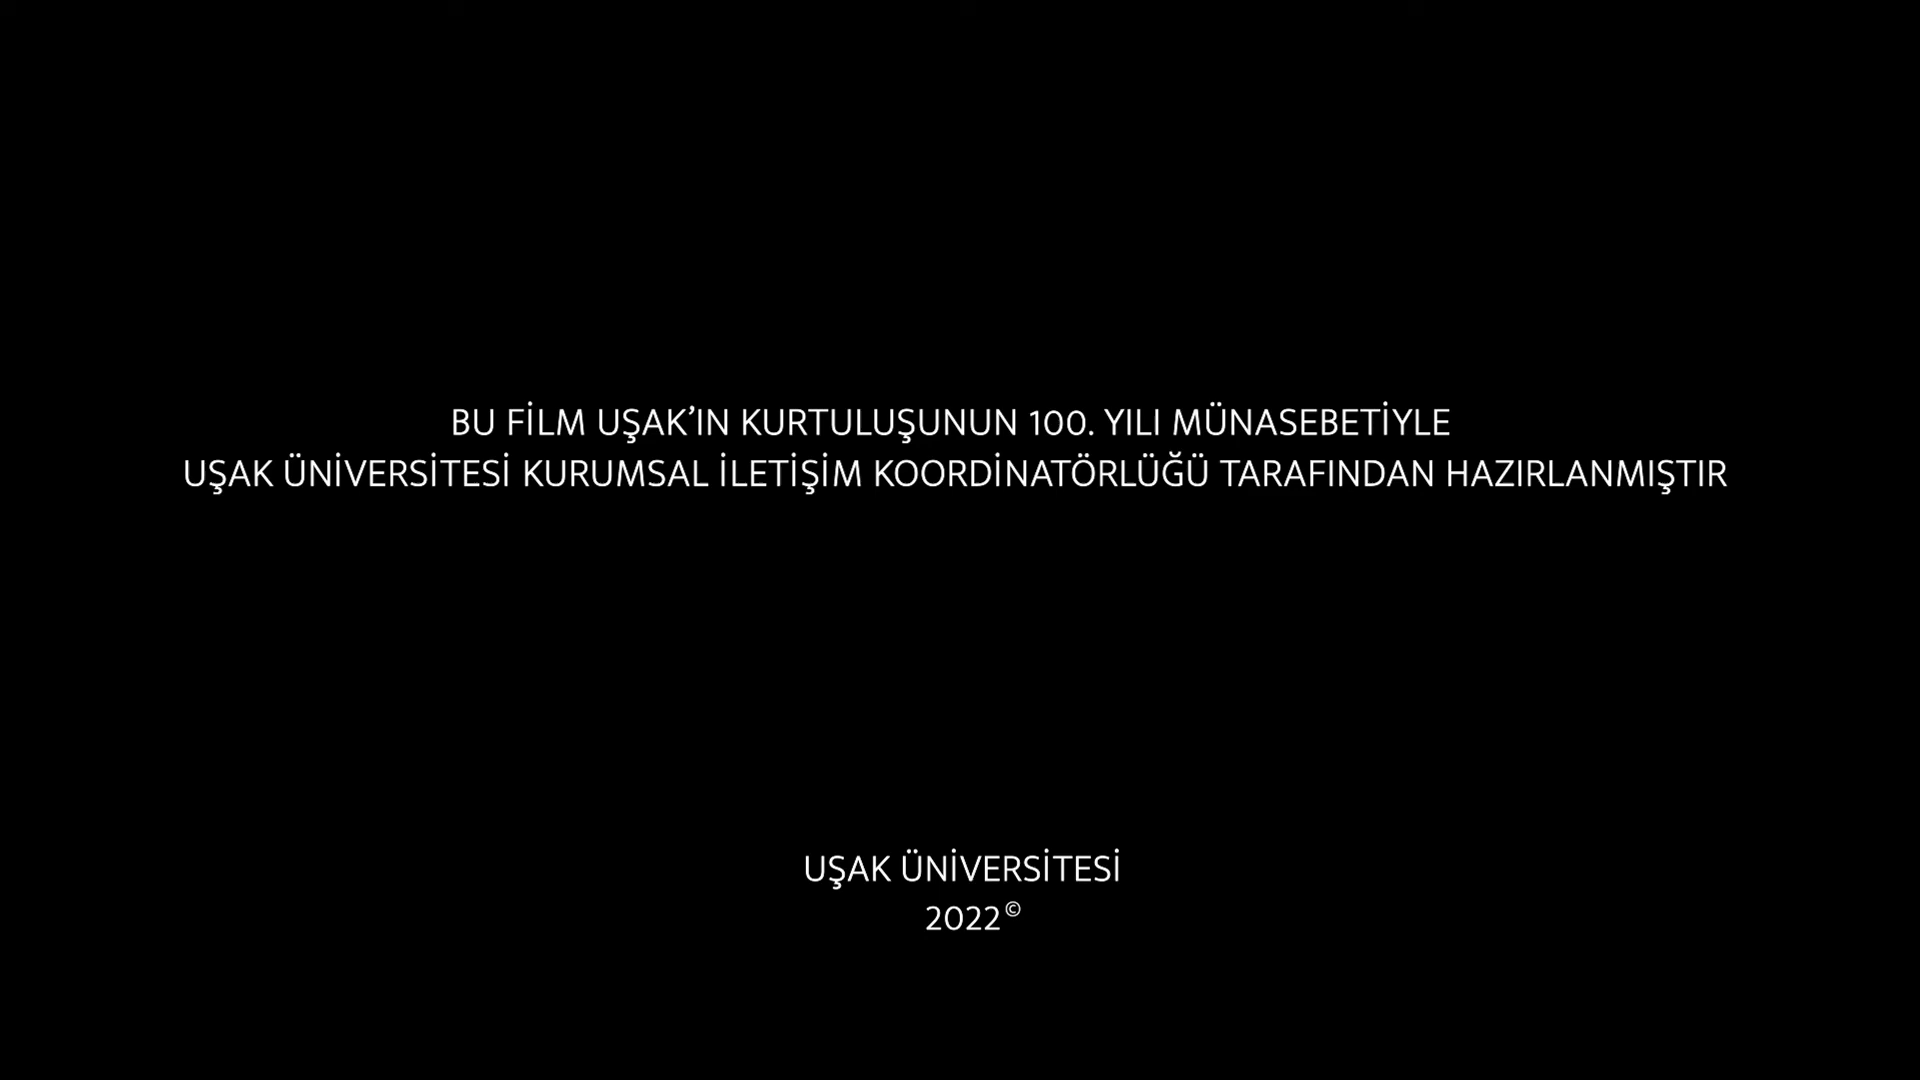 BU FİLM UŞAK’IN KURTULUŞUNUN 100. YILI MÜNASEBETİYLE
UŞAK ÜNİVERSİTESİ KURUMSAL İLETİŞİM KOORDİNATÖRLÜĞÜ TARAFINDAN HAZIRLANMIŞTIR
UŞAK ÜNİVERSİTESİ
2022©